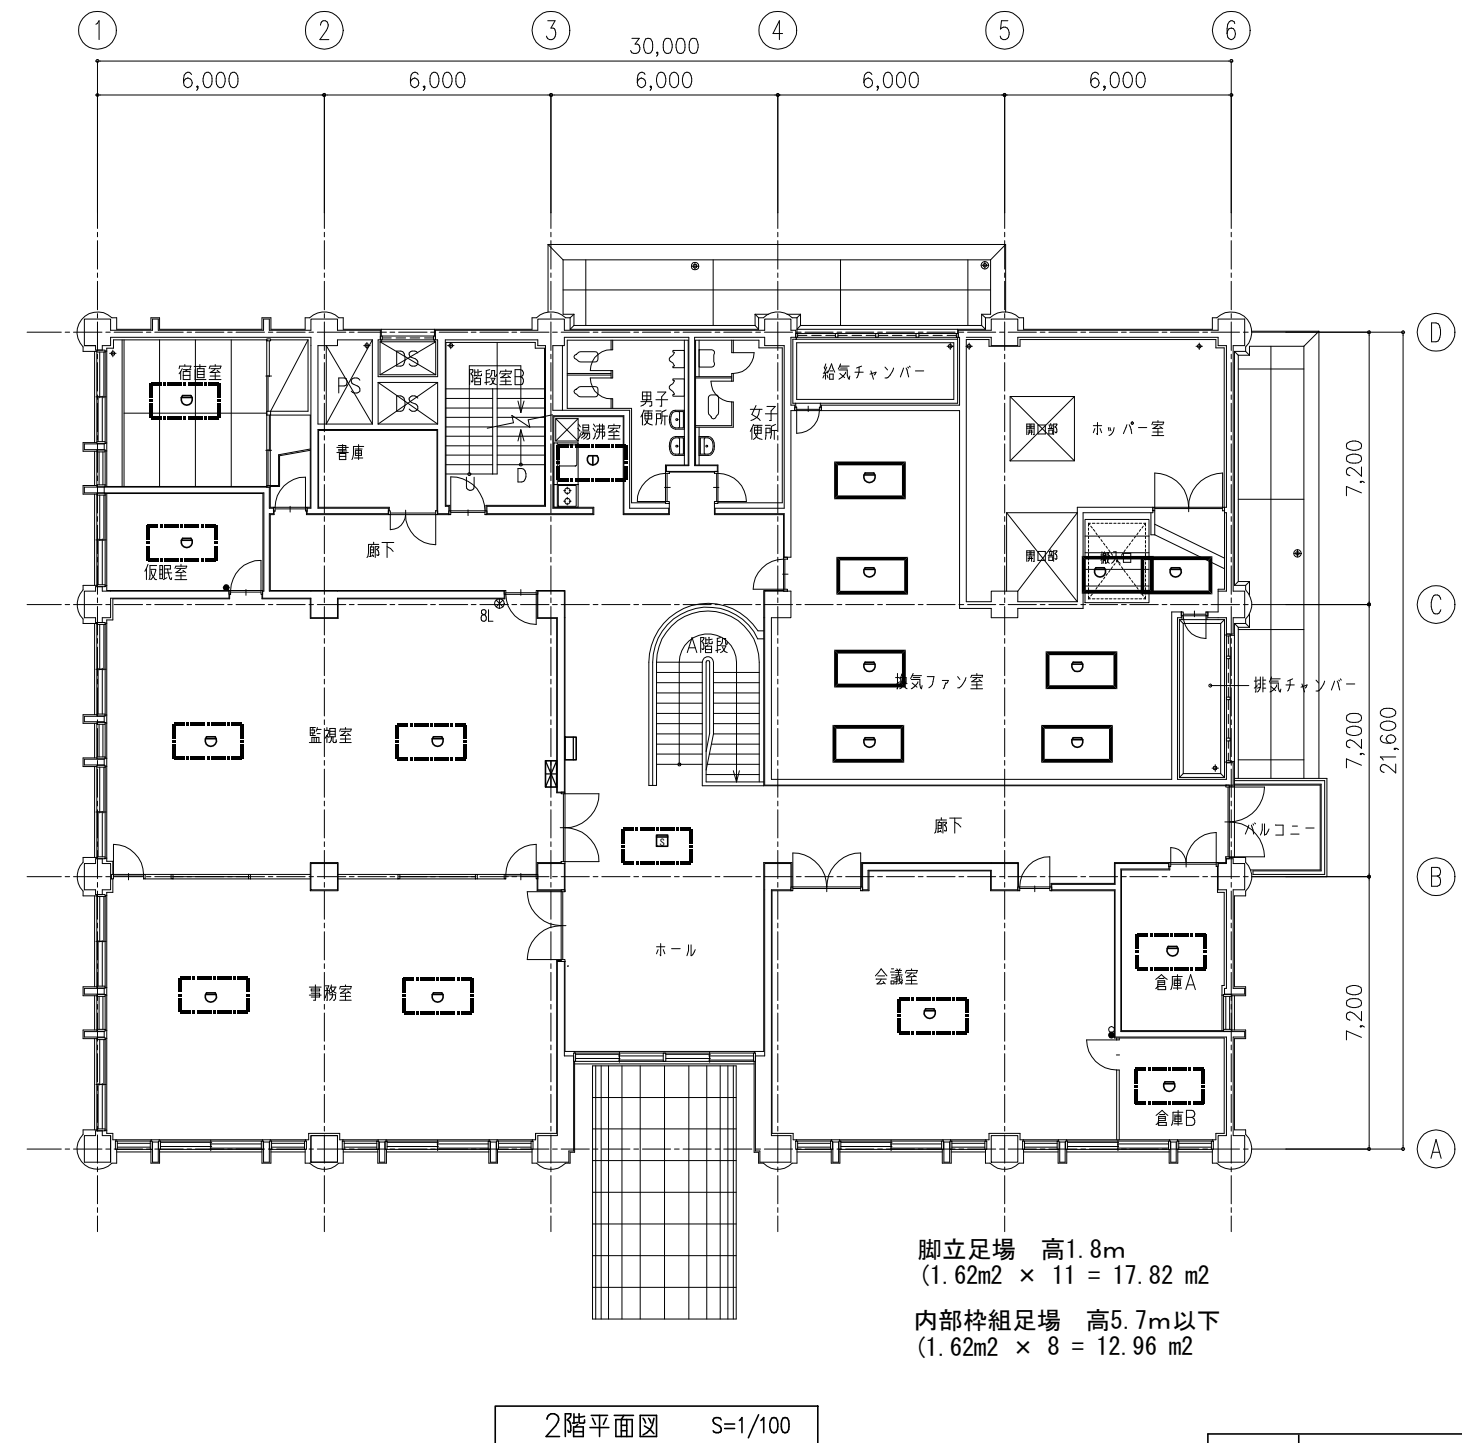 1 2 3 4 5 6
30,000
6,000 6,000 6,000 6,000 6,000
D
宿直室
PS
DS
DS
階段室B
男子
便所
女子
便所
給気チャンバー
湯沸室
書庫
U
D
開口部
ホッパー室
7,200
廊下
仮眠室
開口部
搬入口
C
8L
A階段
換気ファン室
排気チャンバー
監視室
7,200
21,600
S
廊下
バルコニー
B
ホール
会議室
倉庫A
事務室
7,200
倉庫B
A
脚立足場 高1.8m
(1.62m2 × 11 = 17.82 m2
内部枠組足場 高5.7m以下
(1.62m2 × 8 = 12.96 m2
2階平面図 S=1/100